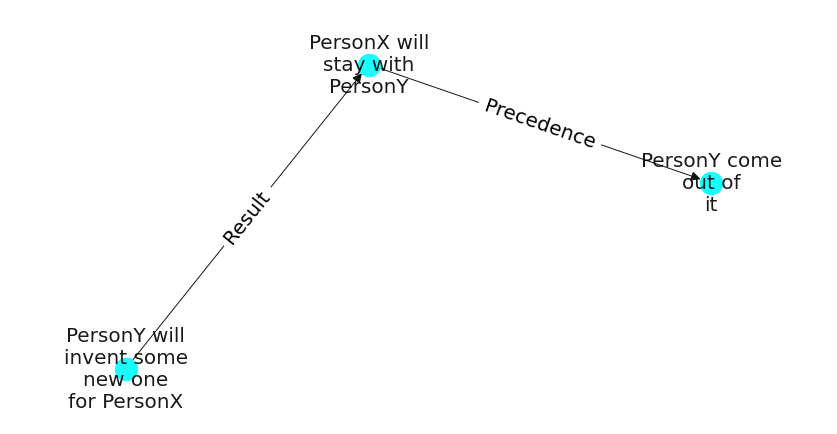 PersonX will
stay with
PersonY
Precedence
PersonY come
out of
it
Result
PersonY will
invent some
new one
for PersonX